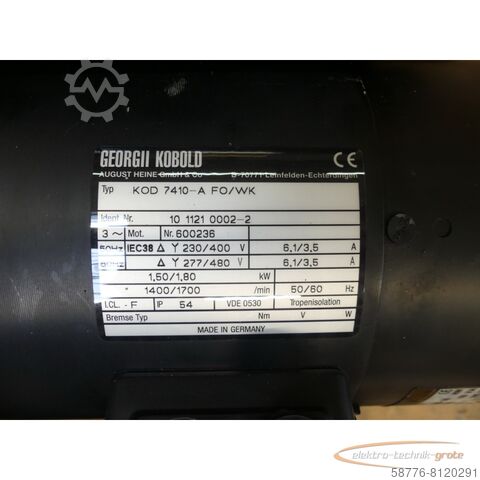 GEORGII KOBOLD CE
AUGUST HEINE GmbH & Co D-70771 Leinfelden-Echterdingen
Typ KOD 7410-A FO/WK
Ident. Nr. 10 1121 0002-2
3 ~ Mot. Nr. 600236
50Hz IEC38 Δ Y 230/400 V 6,1/3,5 A
60Hz Δ Y 277/480 V 6,1/3,5 A
1,50/1,80 kW
" 1400/1700 /min 50/60 Hz
I.CL. - F IP 54 VDE 0530 Tropenisolation
Bremse Typ Nm V W
MADE IN GERMANY
elektro-technik-grote
58776-8120291